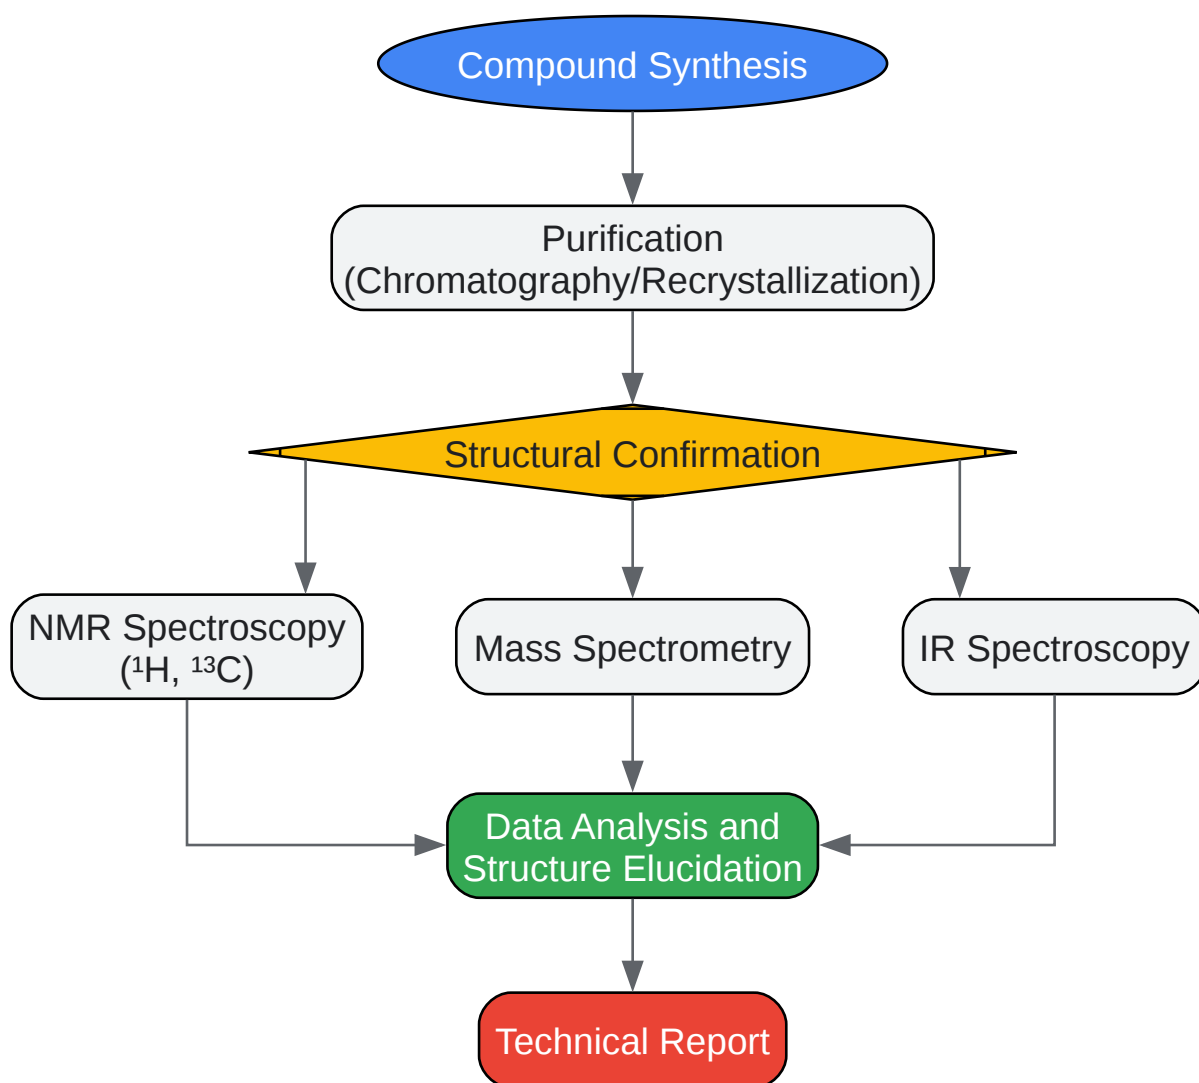 Compound Synthesis
Purification
(Chromatography/Recrystallization)
Structural Confirmation
NMR Spectroscopy
(¹H, ¹³C)
Mass Spectrometry
IR Spectroscopy
Data Analysis and
Structure Elucidation
Technical Report